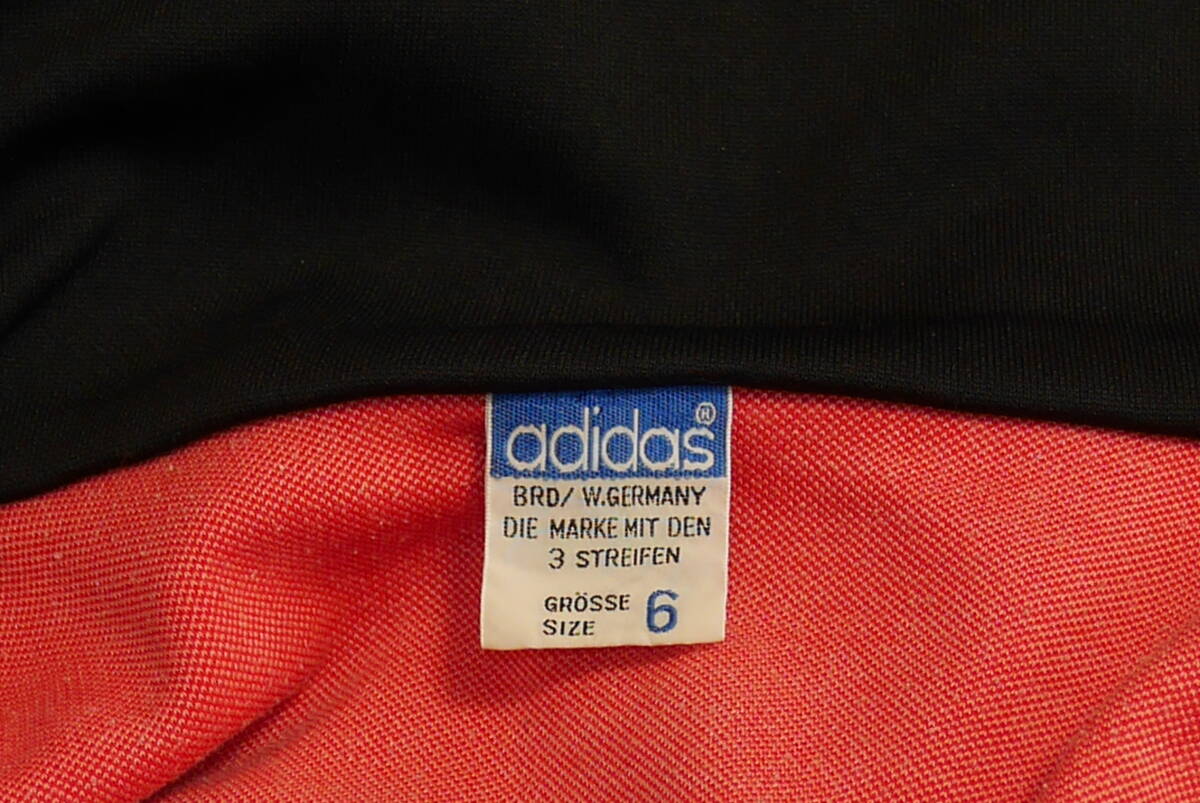 adidas®
BRD/ W.GERMANY
DIE MARKE MIT DEN
3 STREIFEN
GRÖSSE 6
SIZE